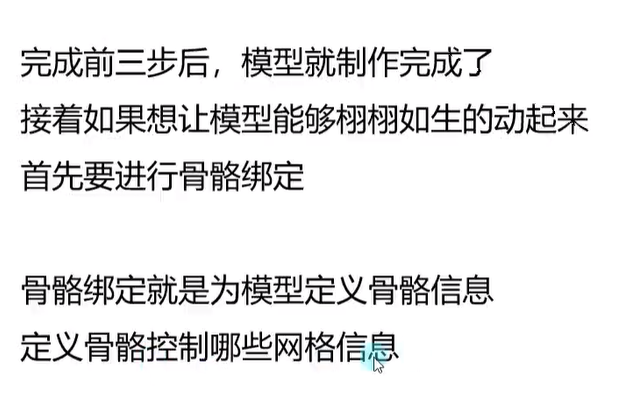 完成前三步后，模型就制作完成了
接着如果想让模型能够栩栩如生的动起来
首先要进行骨骼绑定
骨骼绑定就是为模型定义骨骼信息
定义骨骼控制哪些网格信息